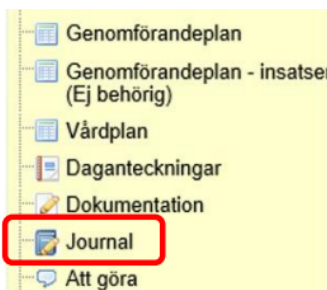 Genomförandeplan
Genomförandeplan - insatser
(Ej behörig)
Vårdplan
Daganteckningar
Dokumentation
Journal
Att göra